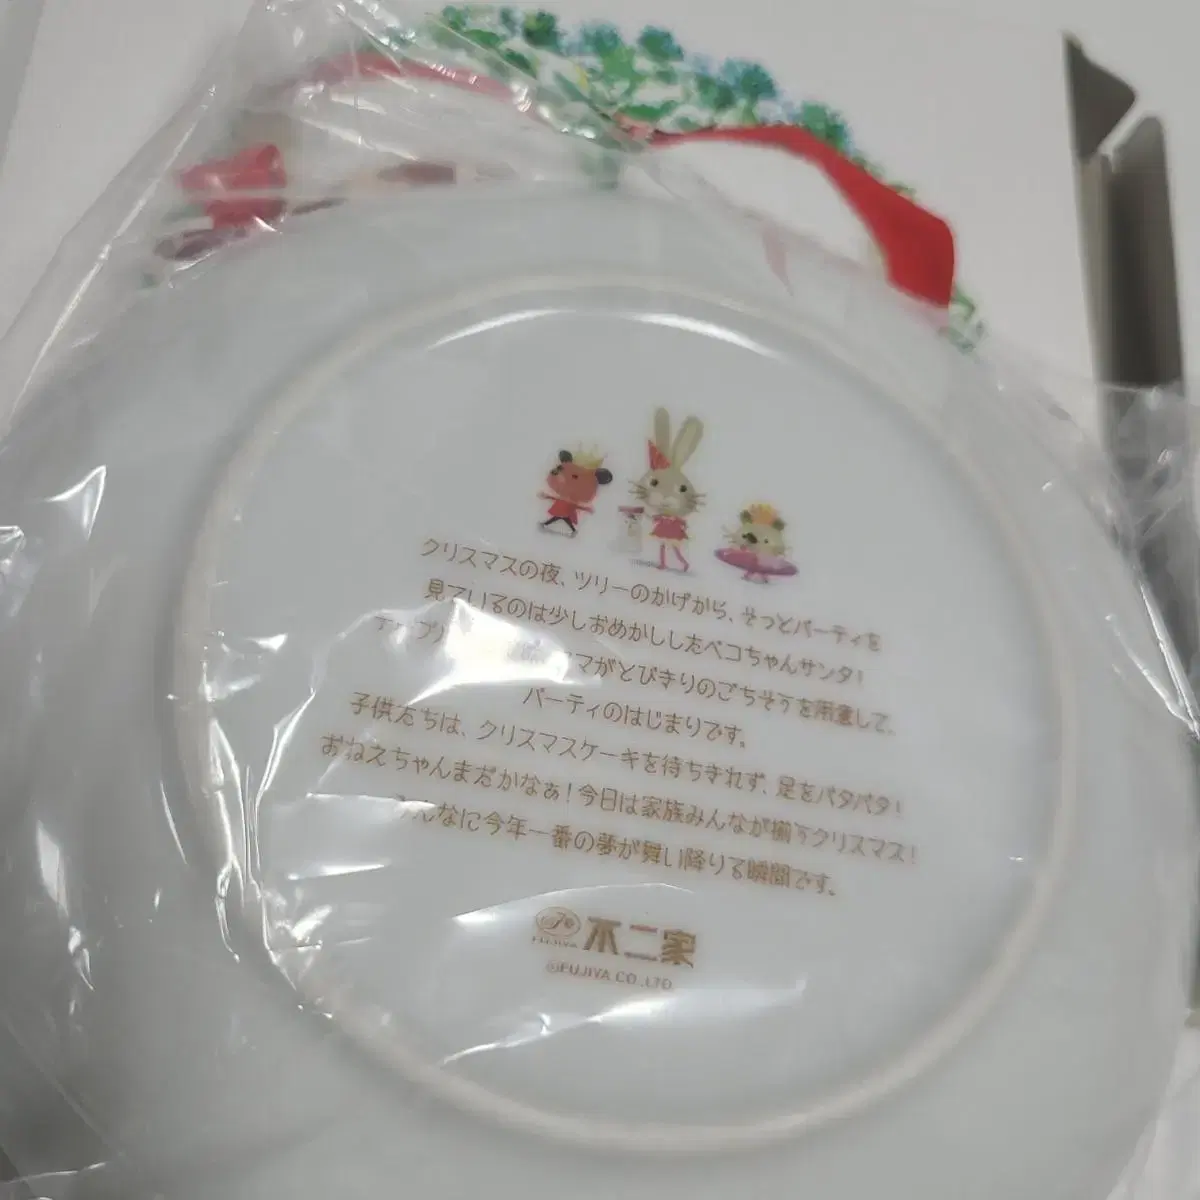 クリスマスの夜、ツリーのかげから、そっとパーティを
見ているのは少しおめかししたペコちゃんサンタ!
ママがとびきりのごちそうを用意して、
パーティのはじまりです。
子供たちは、クリスマスケーキを待ちきれず、足をパタパタ!
おねえちゃんまだかなぁ!今日は家族みんなが揃うクリスマス!
みんなに今年一番の夢が舞い降りる瞬間です。
FUJIYA 不二家
©FUJIYA CO.,LTD.